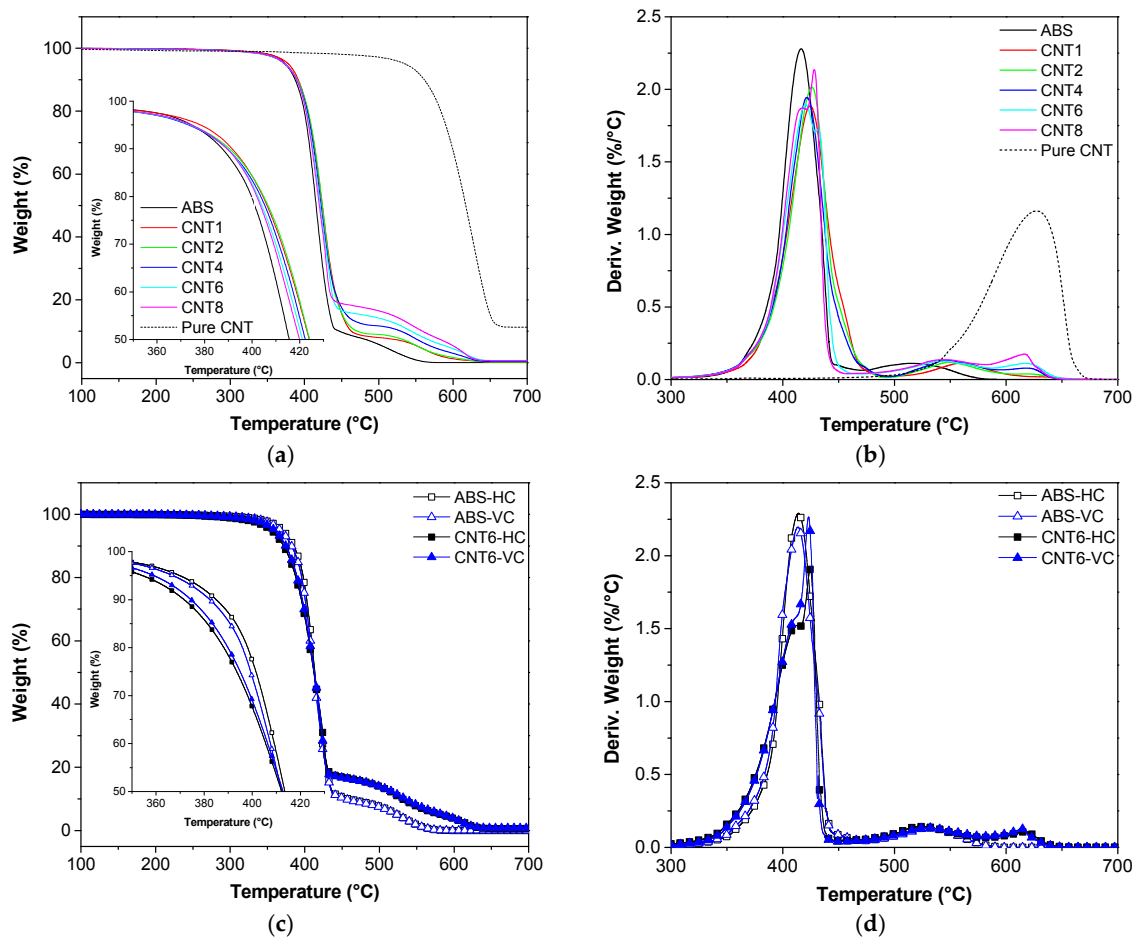 100
80
60
40
20
0
Weight (%)
100
90
80
70
60
50
Weight (%)
360 380 400 420
Temperature (°C)
ABS
CNT1
CNT2
CNT4
CNT6
CNT8
Pure CNT
100 200 300 400 500 600 700
Temperature (°C)
(a)
2.5
2.0
1.5
1.0
0.5
0.0
Deriv. Weight (%/°C)
ABS
CNT1
CNT2
CNT4
CNT6
CNT8
Pure CNT
300 400 500 600 700
Temperature (°C)
(b)
100
80
60
40
20
0
Weight (%)
ABS-HC
ABS-VC
CNT6-HC
CNT6-VC
100
90
80
70
60
50
Weight (%)
360 380 400 420
Temperature (°C)
100 200 300 400 500 600 700
Temperature (°C)
(c)
2.5
2.0
1.5
1.0
0.5
0.0
Deriv. Weight (%/°C)
ABS-HC
ABS-VC
CNT6-HC
CNT6-VC
300 400 500 600 700
Temperature (°C)
(d)